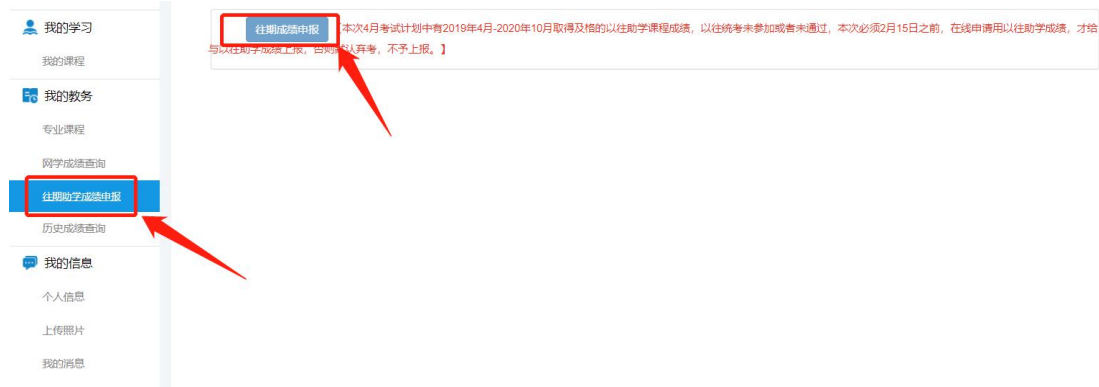 我的学习
我的课程
我的教务
专业课程
网学成绩查询
往期助学成绩申报
历史成绩查询
我的信息
个人信息
上传照片
我的消息
往期成绩申报
本次4月考试计划中有2019年4月-2020年10月取得及格的以往助学课程成绩，以往统考未参加或者未通过，本次必须2月15日之前，在线申请用以往助学成绩，才给
与以往助学成绩上报，否则默认弃考，不予上报。】